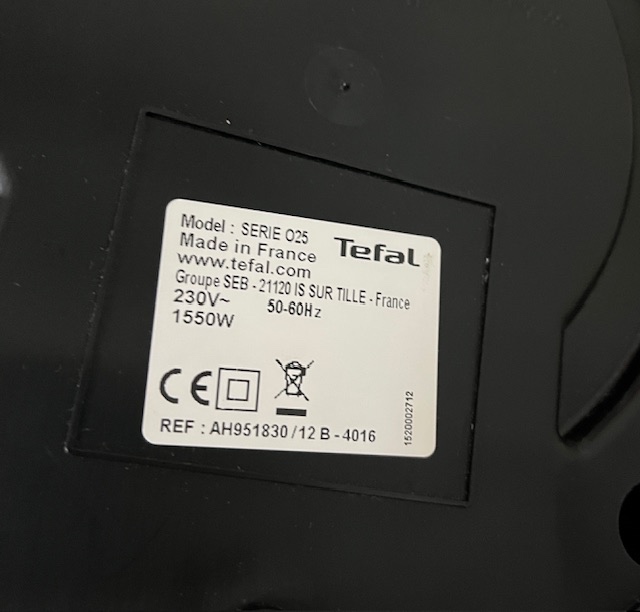 Model : SERIE O25
Tefal
Made in France
www.tefal.com
Groupe SEB - 21120 IS SUR TILLE - France
230V~ 50-60Hz
1550W
CE
REF : AH951830/12 B - 4016
1520002712